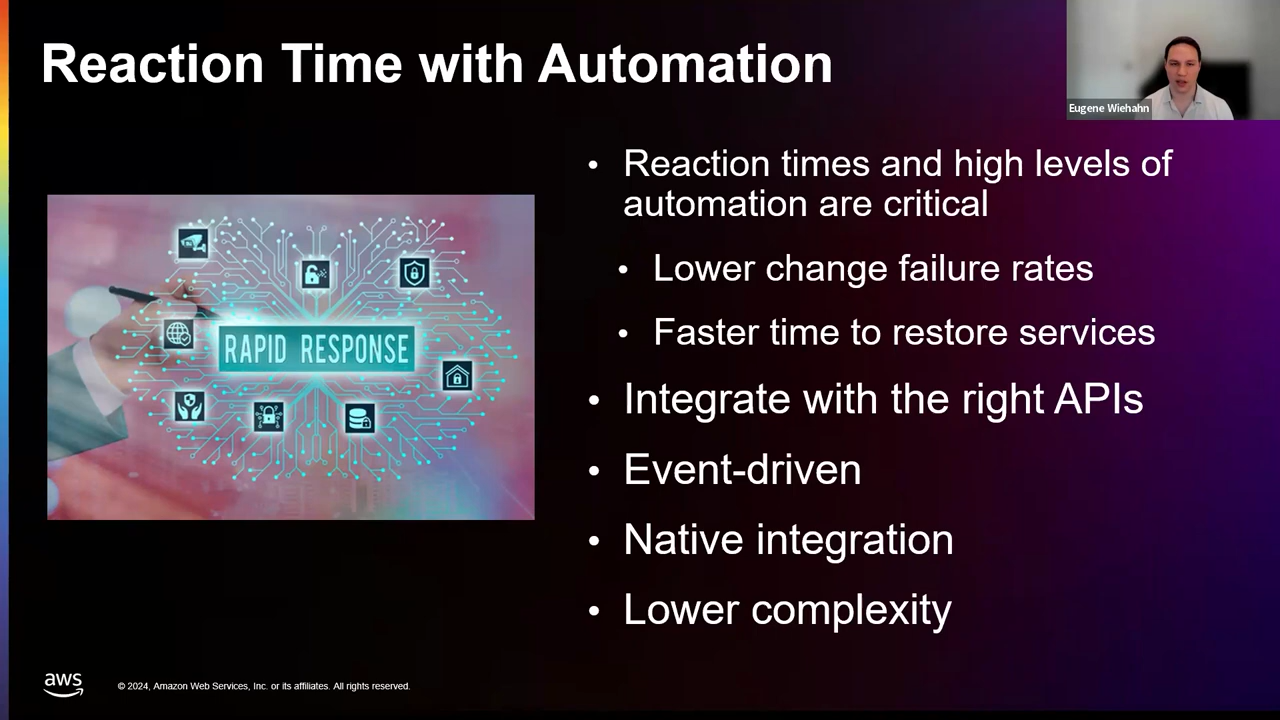 Reaction Time with Automation
Eugene Wiehahn
• Reaction times and high levels of
automation are critical
• Lower change failure rates
• Faster time to restore services
• Integrate with the right APIs
• Event-driven
• Native integration
• Lower complexity
RAPID RESPONSE
aws
© 2024, Amazon Web Services, Inc. or its affiliates. All rights reserved.